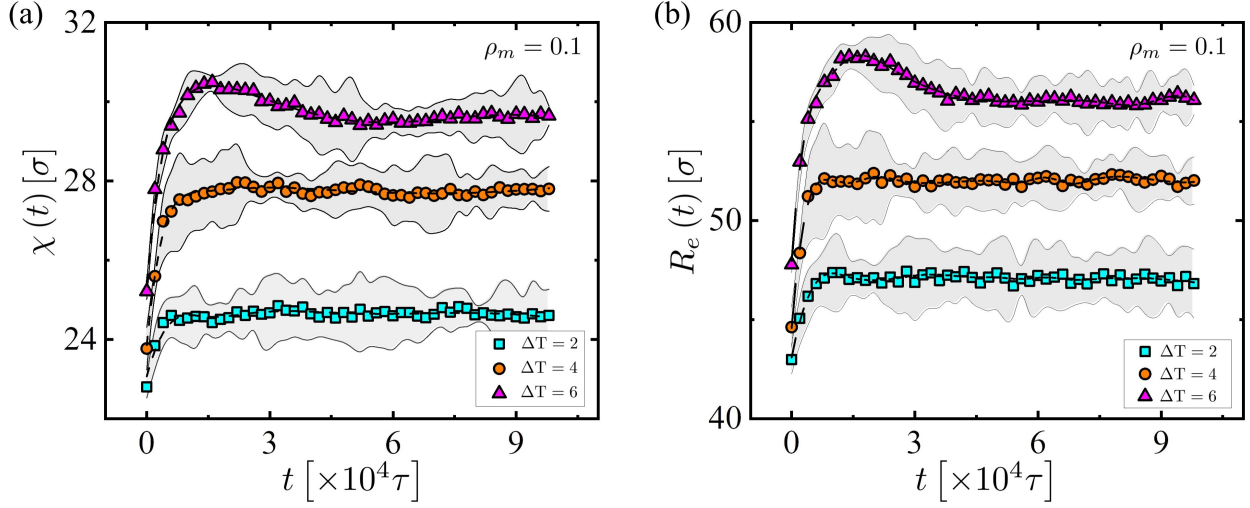 (a)
32
28
24
χ (t) [σ]
ρm = 0.1
ΔT = 2
ΔT = 4
ΔT = 6
0
3
6
9
t [×10⁴τ]
(b)
60
50
40
Re (t) [σ]
ρm = 0.1
ΔT = 2
ΔT = 4
ΔT = 6
0
3
6
9
t [×10⁴τ]